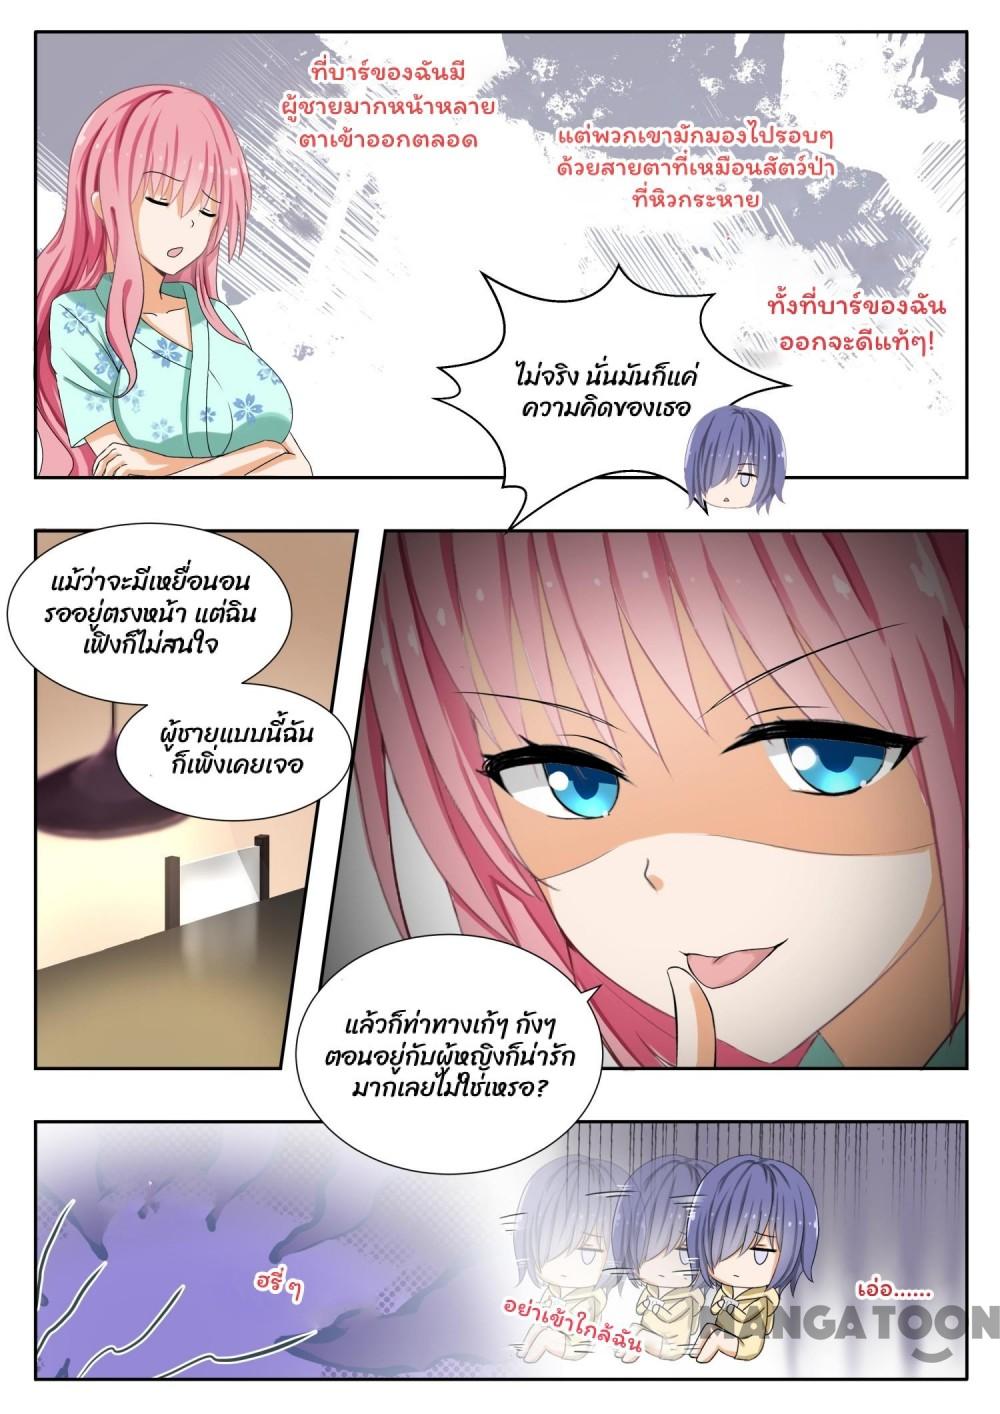 ที่บาร์ของฉันมี
ผู้ชายมากหน้าหลาย
ตาเข้าออกตลอด
แต่พวกเขามักมองไปรอบๆ
ด้วยสายตาที่เหมือนสัตว์ป่า
ที่หิวกระหาย
ทั้งที่บาร์ของฉัน
ออกจะดีแท้ๆ!
ไม่จริง นั่นมันก็แค่
ความคิดของเธอ
แม้ว่าจะมีเหยื่อนอน
รออยู่ตรงหน้า แต่ฉิน
เฟิงก็ไม่สนใจ
ผู้ชายแบบนี้ฉัน
ก็เพิ่งเคยเจอ
แล้วก็ท่าทางเก้ๆ กังๆ
ตอนอยู่กับผู้หญิงก็น่ารัก
มากเลยไม่ใช่เหรอ?
ฮรี่ ๆ
อย่าเข้าใกล้ฉัน
เอ่อ......
MANGATOON